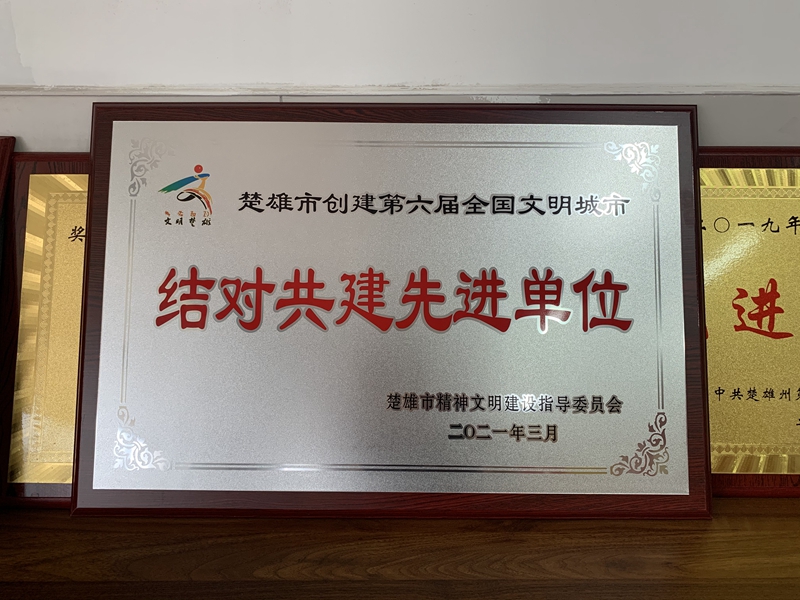 文明楚雄
楚雄市创建第六届全国文明城市
结对共建先进单位
楚雄市精神文明建设指导委员会
二〇二一年三月
奖
二〇一九年
进
中共楚雄州